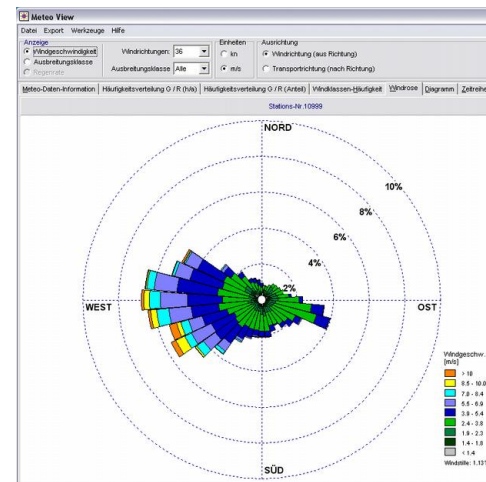 Meteo View
Datei Export Werkzeuge Hilfe
Anzeige
Windgeschwindigkeit
Ausbreitungsklasse
Regenrate
Windrichtungen: 36
Ausbreitungsklasse Alle
Einheiten
kn
m/s
Ausrichtung
Windrichtung (aus Richtung)
Transportrichtung (nach Richtung)
Meteo-Daten-Information Häufigkeitsverteilung G / R (h/a) Häufigkeitsverteilung G / R (Anteil) Windklassen-Häufigkeit Windrose Diagramm Zeitreihe
Stations-Nr.10999
NORD
10%
8%
6%
4%
2%
WEST
OST
SÜD
Windgeschw.
[m/s]
> 10
8.5 - 10.0
7.0 - 8.4
5.5 - 6.9
3.9 - 5.4
2.4 - 3.8
1.9 - 2.3
1.4 - 1.8
< 1.4
Windstille: 1.131